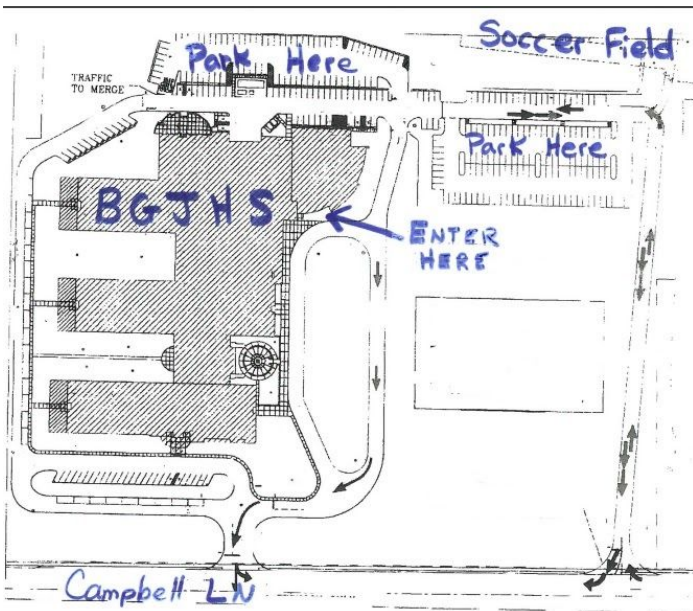 Soccer Field
Park Here
TRAFFIC
TO MERGE
Park Here
BGJHS
ENTER
HERE
Campbell LN